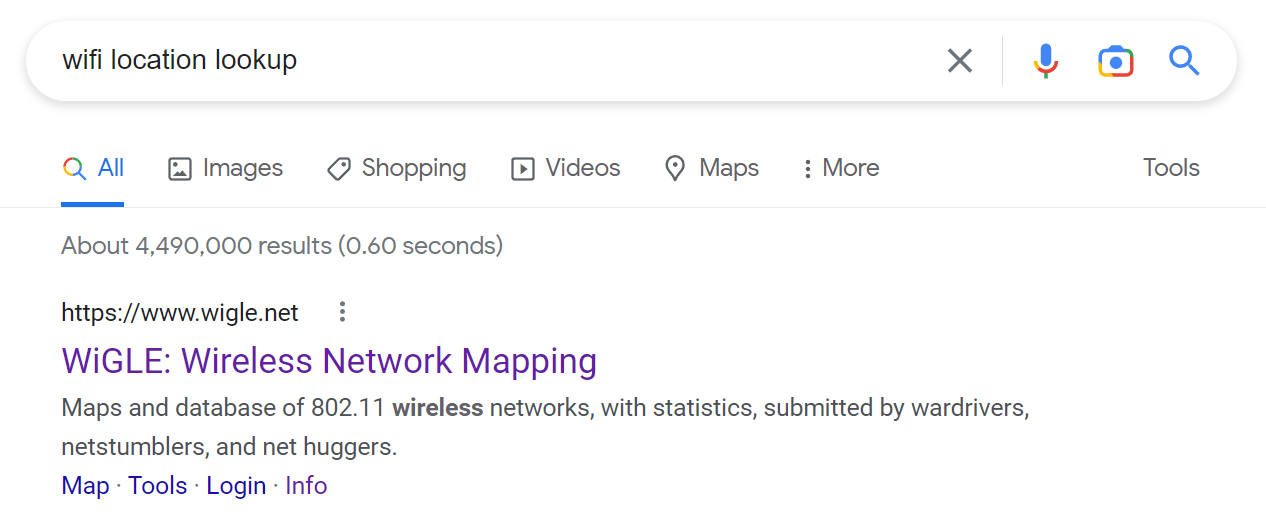 wifi location lookup
All Images Shopping Videos Maps More Tools
About 4,490,000 results (0.60 seconds)
https://www.wigle.net
WiGLE: Wireless Network Mapping
Maps and database of 802.11 wireless networks, with statistics, submitted by wardrivers,
netstumblers, and net huggers.
Map · Tools · Login · Info